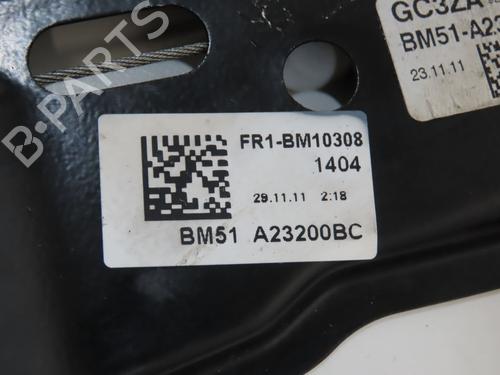 B-PARTS
GC3ZA
BM51-A23
23.11.11
FR1-BM10308
1404
29.11.11 2:18
BM51 A23200BC